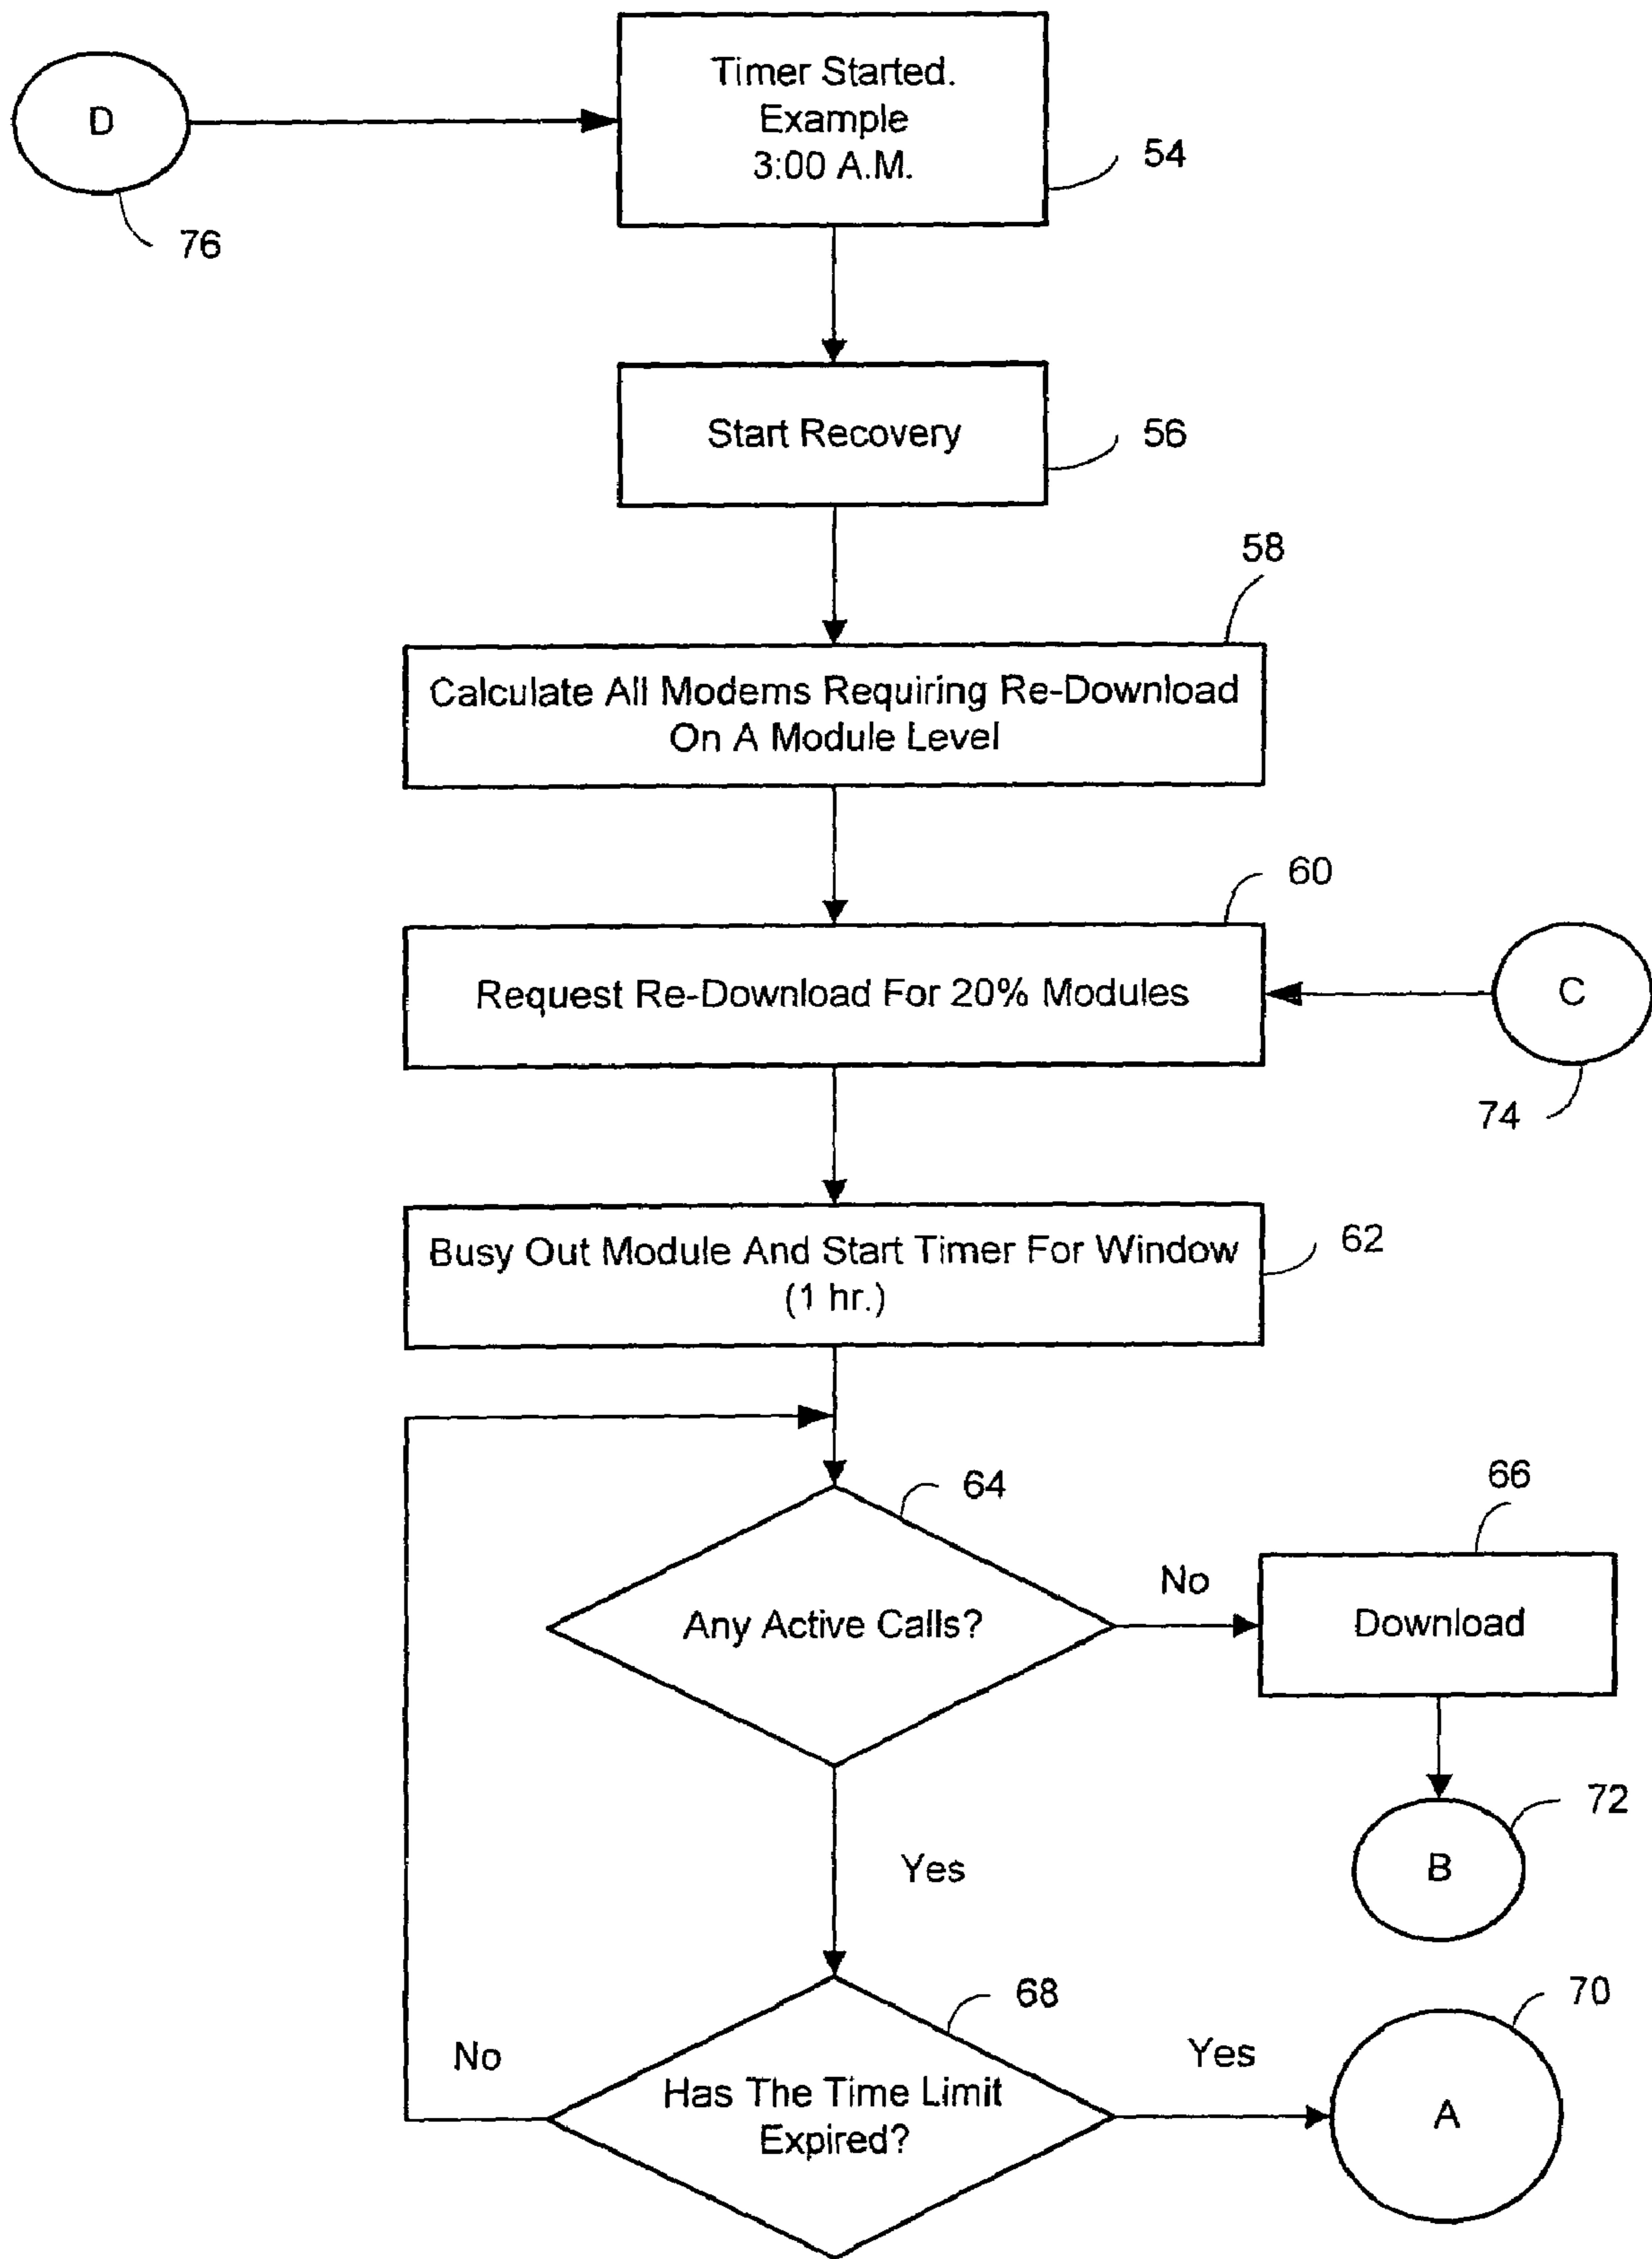 D
76
Timer Started.
Example
3:00 A.M.
54
Start Recovery
56
58
Calculate All Modems Requiring Re-Download
On A Module Level
60
Request Re-Download For 20% Modules
C
74
Busy Out Module And Start Timer For Window
(1 hr.)
62
64
Any Active Calls?
No
66
Download
72
B
Yes
68
Has The Time Limit
Expired?
No
Yes
70
A